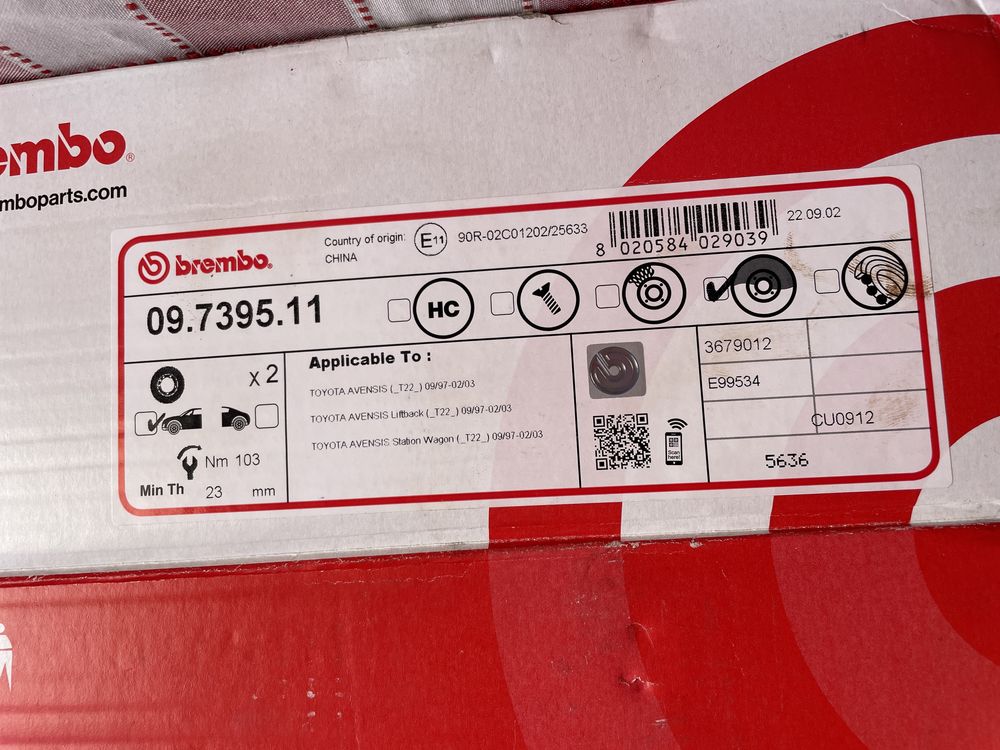 embo®
mboparts.com
brembo®
Country of origin:
CHINA
E11
90R-02C01202/25633
8 020584 029039
22.09.02
09.7395.11
HC
x 2
Nm 103
Min Th 23 mm
Applicable To :
TOYOTA AVENSIS (_T22_) 09/97-02/03
TOYOTA AVENSIS Liftback (_T22_) 09/97-02/03
TOYOTA AVENSIS Station Wagon (_T22_) 09/97-02/03
Scan
here!
3679012
E99534
CU0912
5636